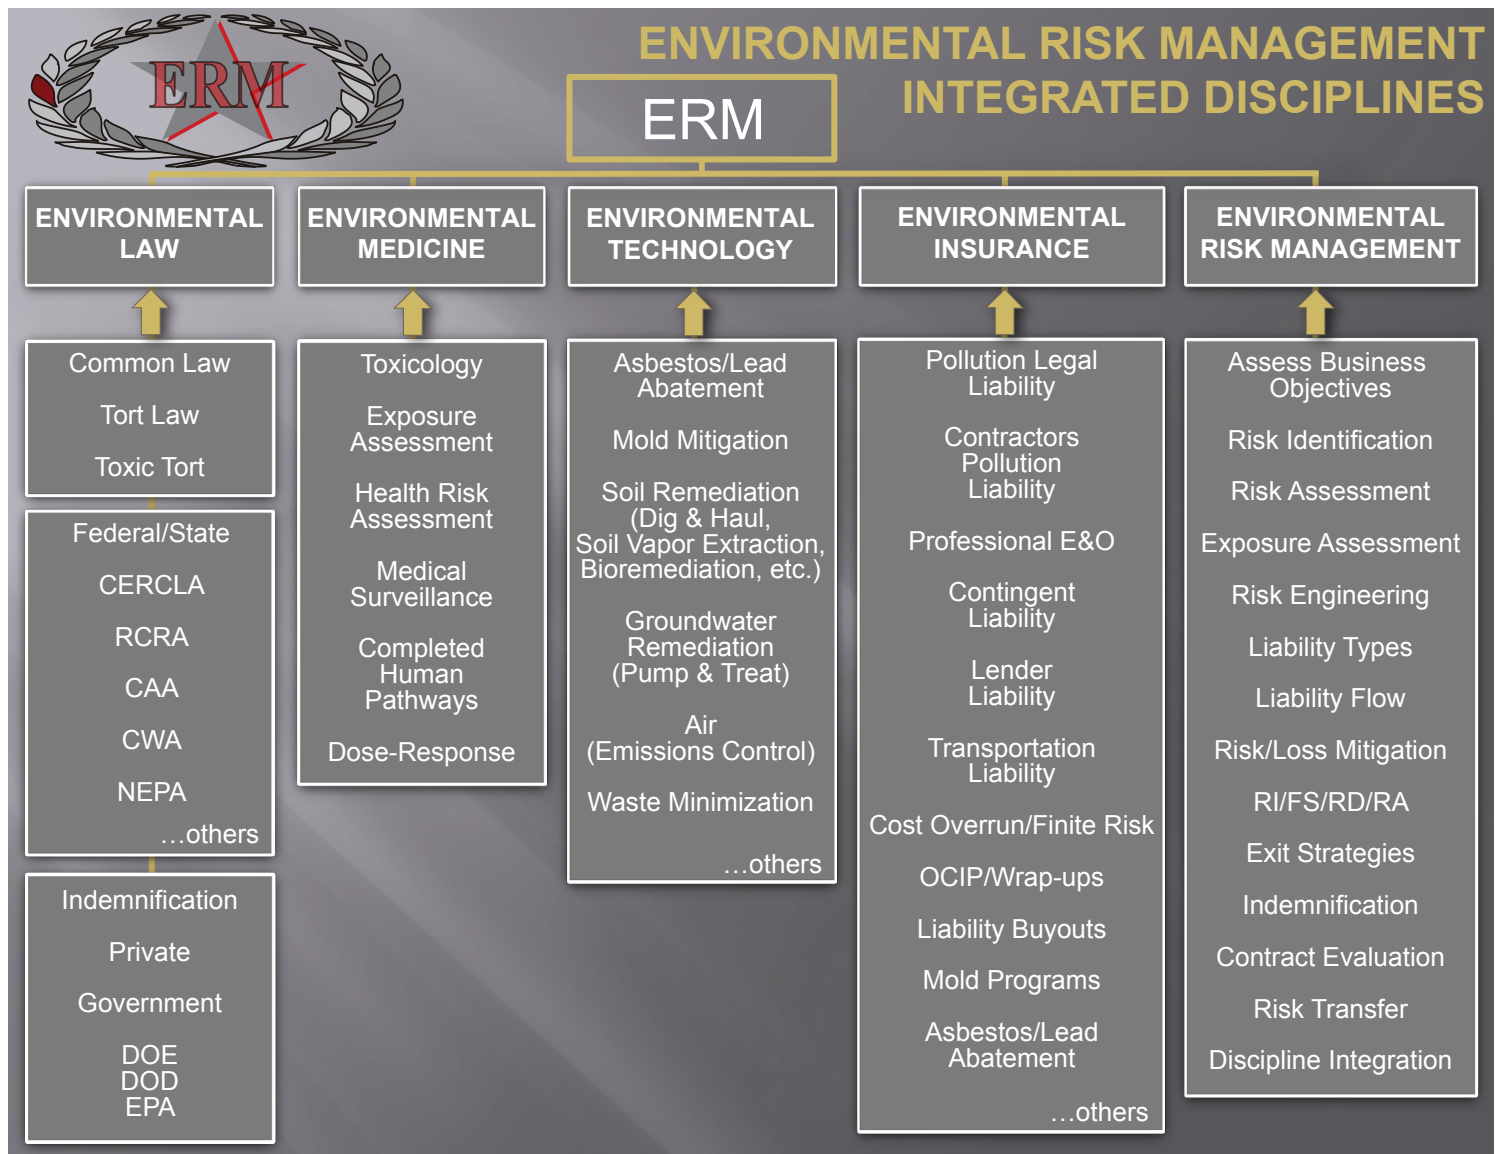 ERM
ENVIRONMENTAL RISK MANAGEMENT
INTEGRATED DISCIPLINES
ERM
ENVIRONMENTAL
LAW
Common Law
Tort Law
Toxic Tort
Federal/State
CERCLA
RCRA
CAA
CWA
NEPA
…others
Indemnification
Private
Government
DOE
DOD
EPA
ENVIRONMENTAL
MEDICINE
Toxicology
Exposure
Assessment
Health Risk
Assessment
Medical
Surveillance
Completed
Human
Pathways
Dose-Response
ENVIRONMENTAL
TECHNOLOGY
Asbestos/Lead
Abatement
Mold Mitigation
Soil Remediation
(Dig & Haul,
Soil Vapor Extraction,
Bioremediation, etc.)
Groundwater
Remediation
(Pump & Treat)
Air
(Emissions Control)
Waste Minimization
…others
ENVIRONMENTAL
INSURANCE
Pollution Legal
Liability
Contractors
Pollution
Liability
Professional E&O
Contingent
Liability
Lender
Liability
Transportation
Liability
Cost Overrun/Finite Risk
OCIP/Wrap-ups
Liability Buyouts
Mold Programs
Asbestos/Lead
Abatement
…others
ENVIRONMENTAL
RISK MANAGEMENT
Assess Business
Objectives
Risk Identification
Risk Assessment
Exposure Assessment
Risk Engineering
Liability Types
Liability Flow
Risk/Loss Mitigation
RI/FS/RD/RA
Exit Strategies
Indemnification
Contract Evaluation
Risk Transfer
Discipline Integration